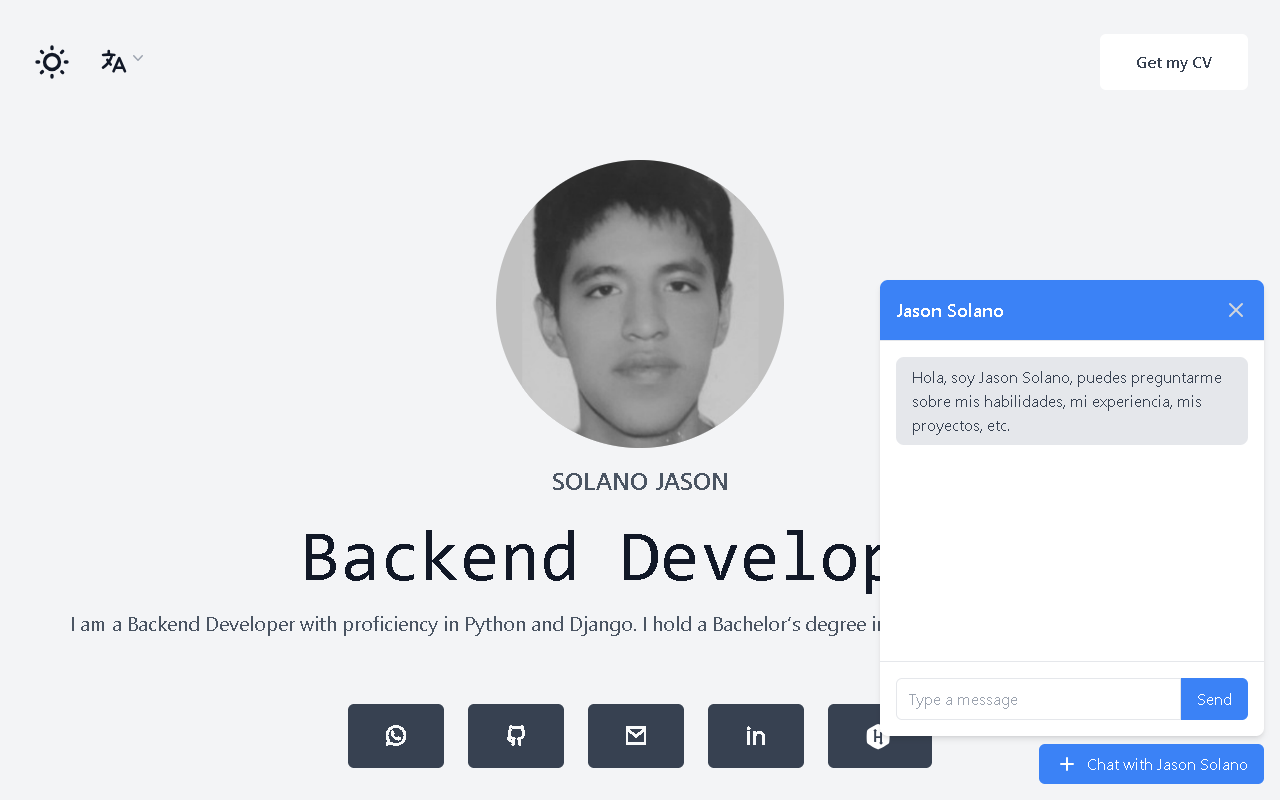 Get my CV
SOLANO JASON
Backend Develop
I am a Backend Developer with proficiency in Python and Django. I hold a Bachelor's degree in
Jason Solano
Hola, soy Jason Solano, puedes preguntarme
sobre mis habilidades, mi experiencia, mis
proyectos, etc.
Type a message
Send
Chat with Jason Solano